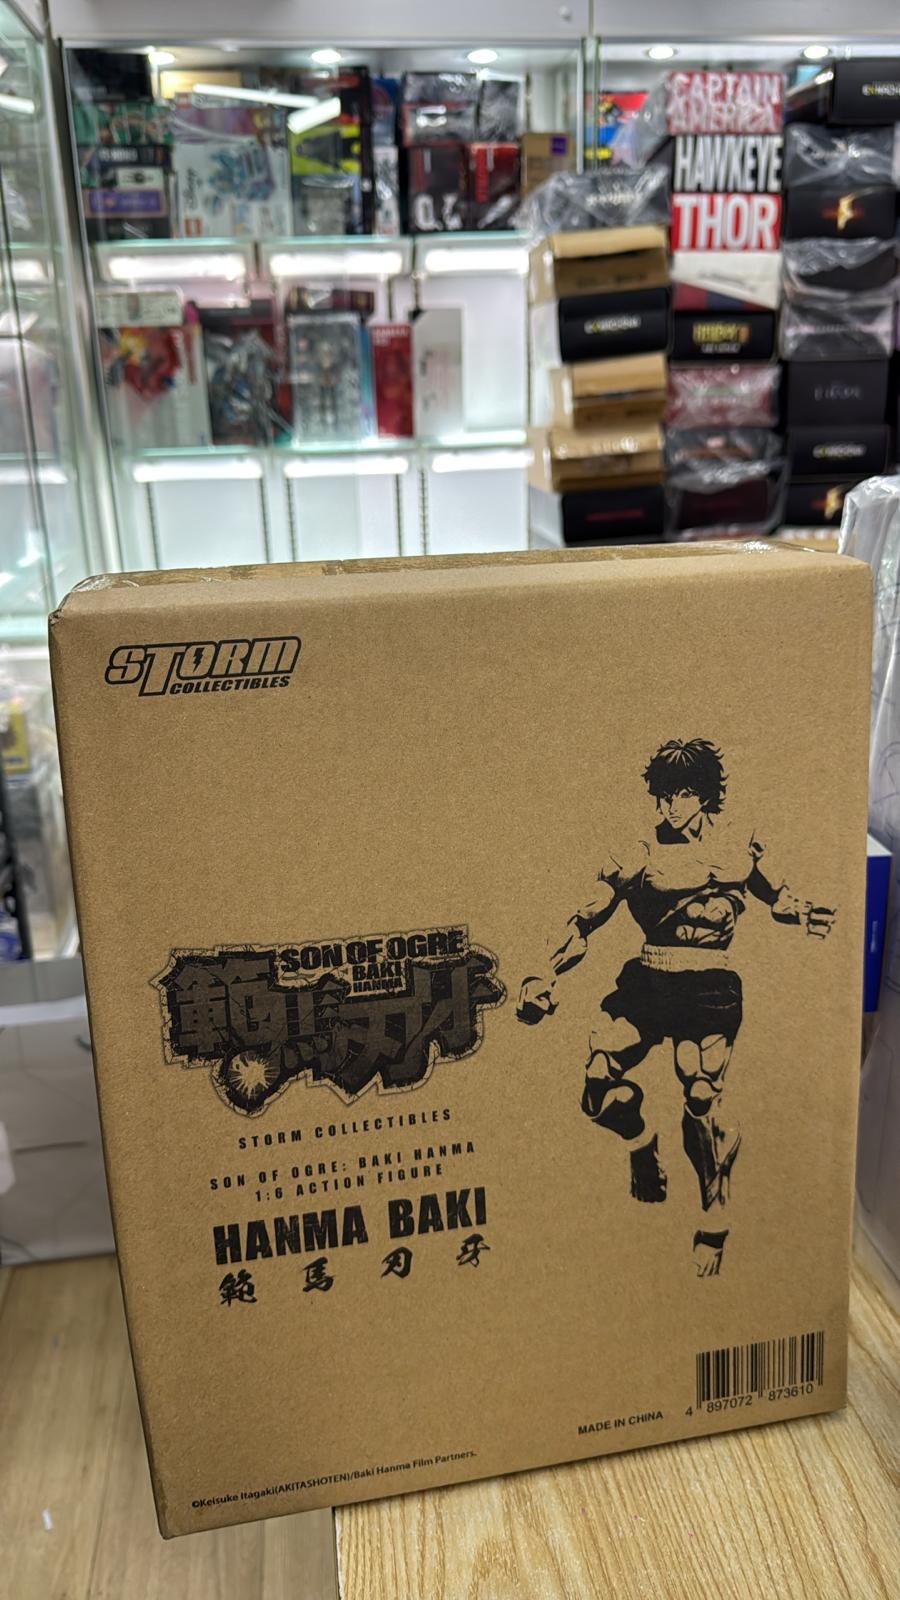 CAPTAIN
AMERICA
HAWKEYE
THOR
STORM
COLLECTIBLES
SON OF OGRE
BAKI
HANMA
範馬刃牙
STORM COLLECTIBLES
SON OF OGRE: BAKI HANMA
1:6 ACTION FIGURE
HANMA BAKI
範馬刃牙
MADE IN CHINA
4 897072 873610
©Keisuke Itagaki(AKITASHOTEN)/Baki Hanma Film Partners.